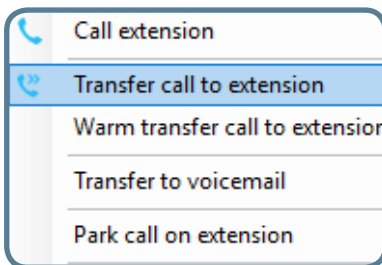 Call extension
Transfer call to extension
Warm transfer call to extension
Transfer to voicemail
Park call on extension